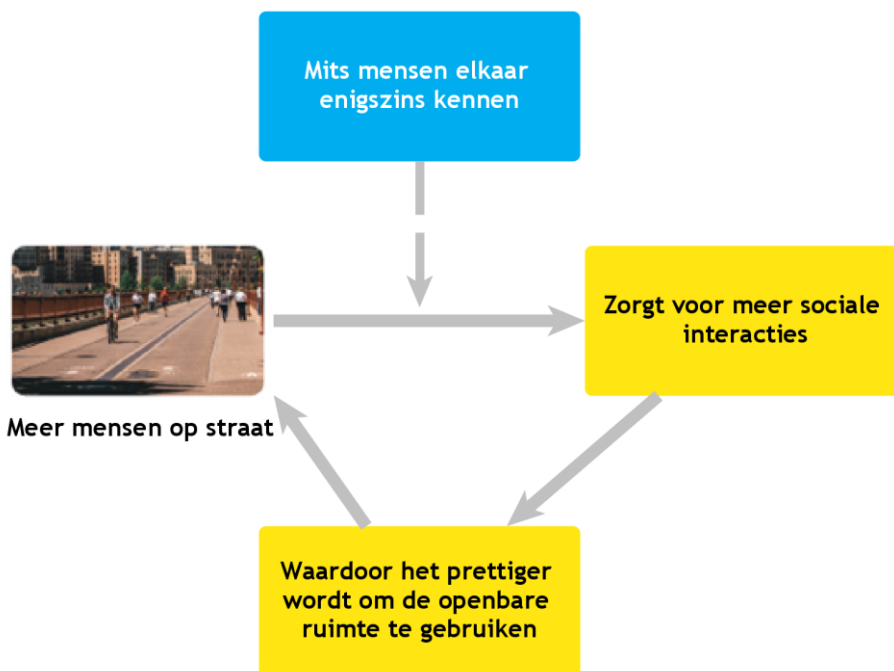 Mits mensen elkaar
enigszins kennen
Zorgt voor meer sociale
interacties
Meer mensen op straat
Waardoor het prettiger
wordt om de openbare
ruimte te gebruiken